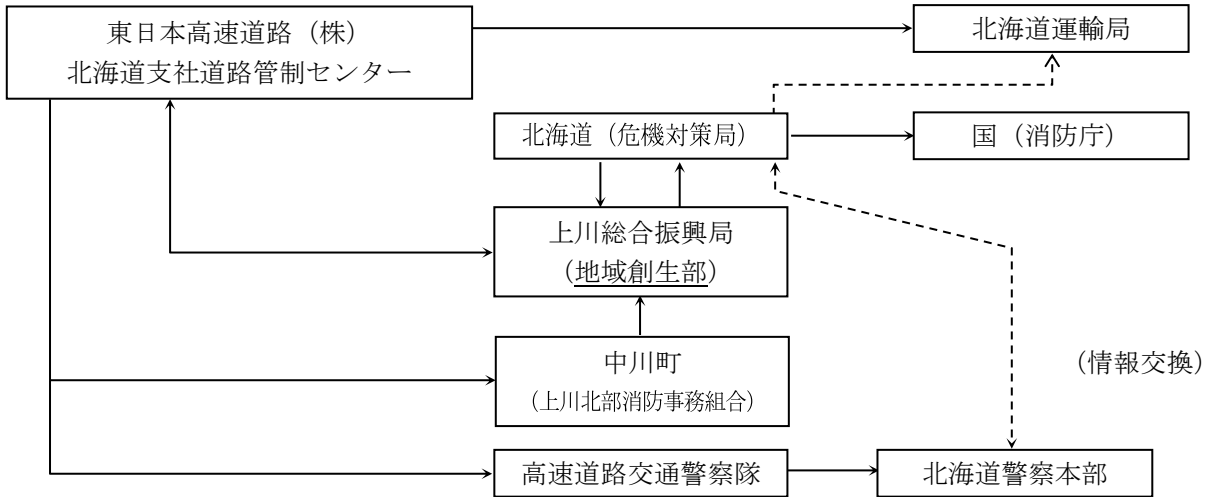 東日本高速道路（株）
北海道支社道路管制センター
北海道運輸局
北海道（危機対策局）
国（消防庁）
上川総合振興局
（地域創生部）
中川町
（上川北部消防事務組合）
（情報交換）
高速道路交通警察隊
北海道警察本部